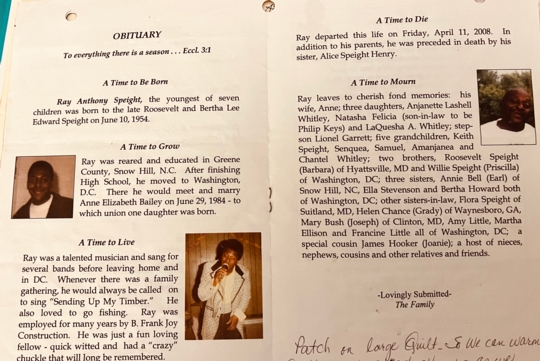 OBITUARY
To everything there is a season . . . Eccl. 3:1
A Time to Be Born
Ray Anthony Speight, the youngest of seven
children was born to the late Roosevelt and Bertha Lee
Edward Speight on June 10, 1954.
A Time to Grow
Ray was reared and educated in Greene
County, Snow Hill, N.C. After finishing
High School, he moved to Washington,
D.C. There he would meet and marry
Anne Elizabeth Bailey on June 29, 1984 - to
which union one daughter was born.
A Time to Live
Ray was a talented musician and sang for
several bands before leaving home and
in DC. Whenever there was a family
gathering, he would always be called on
to sing "Sending Up My Timber." He
also loved to go fishing. Ray was
employed for many years by B. Frank Joy
Construction. He was just a fun loving
fellow - quick witted and had a "crazy"
chuckle that will long be remembered.
A Time to Die
Ray departed this life on Friday, April 11, 2008. In
addition to his parents, he was preceded in death by his
sister, Alice Speight Henry.
A Time to Mourn
Ray leaves to cherish fond memories: his
wife, Anne; three daughters, Anjanette Lashell
Whitley, Natasha Felicia (son-in-law to be
Philip Keys) and LaQuesha A. Whitley; step-
son Lionel Garrett; five grandchildren, Keith
Speight, Senquea, Samuel, Amanjanea and
Chantel Whitley; two brothers, Roosevelt Speight
(Barbara) of Hyattsville, MD and Willie Speight (Priscilla)
of Washington, DC; three sisters, Annie Bell (Earl) of
Snow Hill, NC, Ella Stevenson and Bertha Howard both
of Washington, DC; other sisters-in-law, Flora Speight of
Suitland, MD, Helen Chance (Grady) of Waynesboro, GA,
Mary Bush (Joseph) of Clinton, MD, Amy Little, Martha
Ellison and Francine Little all of Washington, DC; a
special cousin James Hooker (Joanie); a host of nieces,
nephews, cousins and other relatives and friends.
-Lovingly Submitted-
The Family
Patch on large Quilt - So We can warm